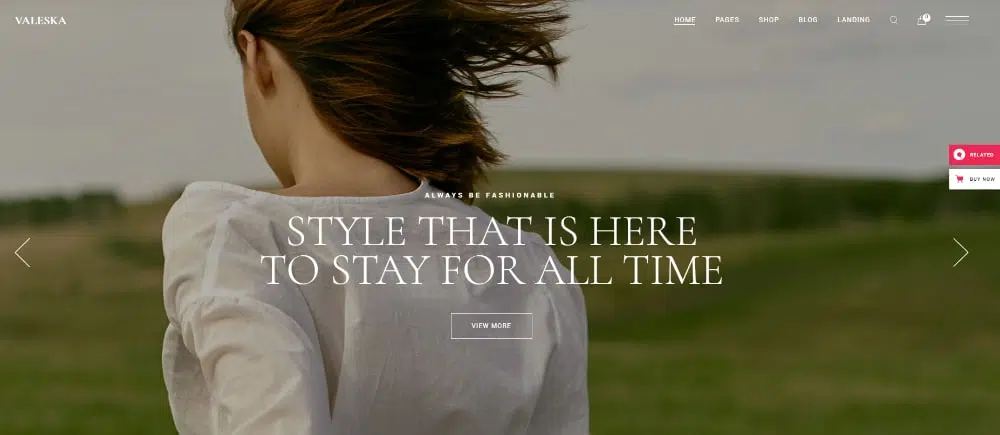 VALESKA
HOME PAGES SHOP BLOG LANDING
RELATED
BUY NOW
ALWAYS BE FASHIONABLE
STYLE THAT IS HERE
TO STAY FOR ALL TIME
VIEW MORE